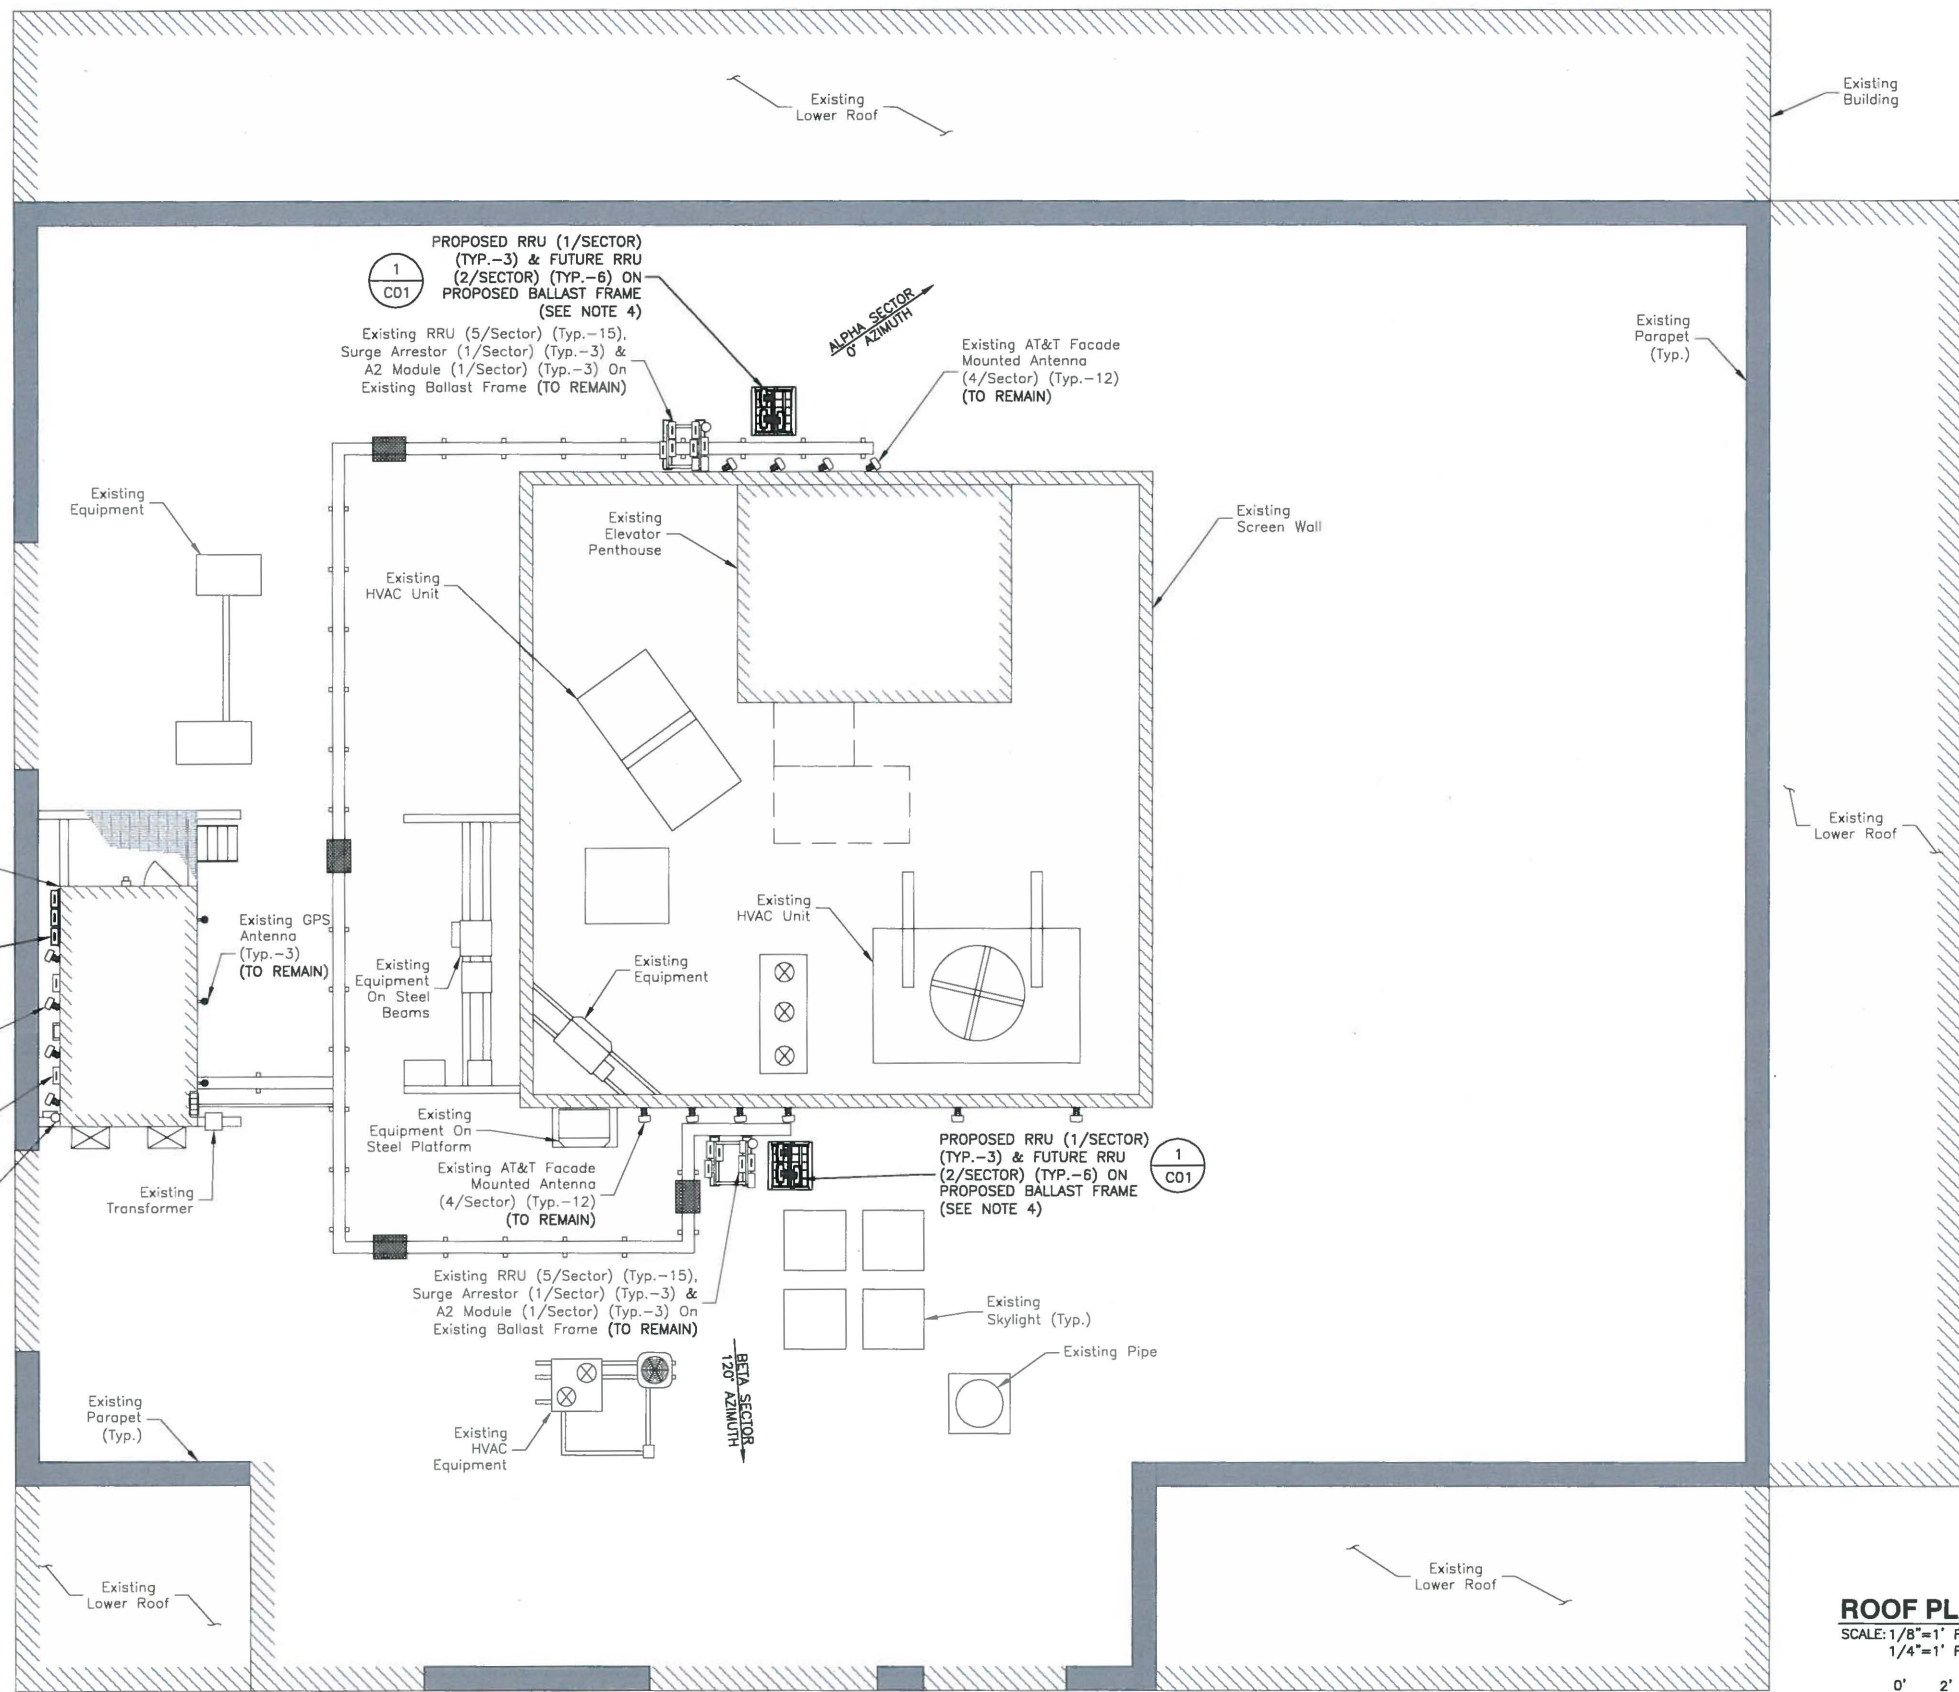 Existing
Lower Roof
Existing
Building
PROPOSED RRU (1/SECTOR)
(TYP.-3) & FUTURE RRU
(2/SECTOR) (TYP.-6) ON
PROPOSED BALLAST FRAME
(SEE NOTE 4)
1
C01
Existing RRU (5/Sector) (Typ.-15),
Surge Arrestor (1/Sector) (Typ.-3) &
A2 Module (1/Sector) (Typ.-3) On
Existing Ballast Frame (TO REMAIN)
ALPHA SECTOR
0° AZIMUTH
Existing AT&T Facade
Mounted Antenna
(4/Sector) (Typ.-12)
(TO REMAIN)
Existing
Parapet
(Typ.)
Existing
Equipment
Existing
Elevator
Penthouse
Existing
Screen Wall
Existing
HVAC Unit
Existing
Lower Roof
Existing GPS
Antenna
(Typ.-3)
(TO REMAIN)
Existing
Equipment
On Steel
Beams
Existing
Equipment
Existing
HVAC Unit
Existing
Equipment On
Steel Platform
Existing AT&T Facade
Mounted Antenna
(4/Sector) (Typ.-12)
(TO REMAIN)
PROPOSED RRU (1/SECTOR)
(TYP.-3) & FUTURE RRU
(2/SECTOR) (TYP.-6) ON
PROPOSED BALLAST FRAME
(SEE NOTE 4)
1
C01
Existing
Transformer
Existing RRU (5/Sector) (Typ.-15),
Surge Arrestor (1/Sector) (Typ.-3) &
A2 Module (1/Sector) (Typ.-3) On
Existing Ballast Frame (TO REMAIN)
Existing
Skylight (Typ.)
Existing Pipe
BETA SECTOR
120° AZIMUTH
Existing
Parapet
(Typ.)
Existing
HVAC
Equipment
Existing
Lower Roof
Existing
Lower Roof
ROOF PL
SCALE: 1/8"=1' F
1/4"=1' F
0' 2'